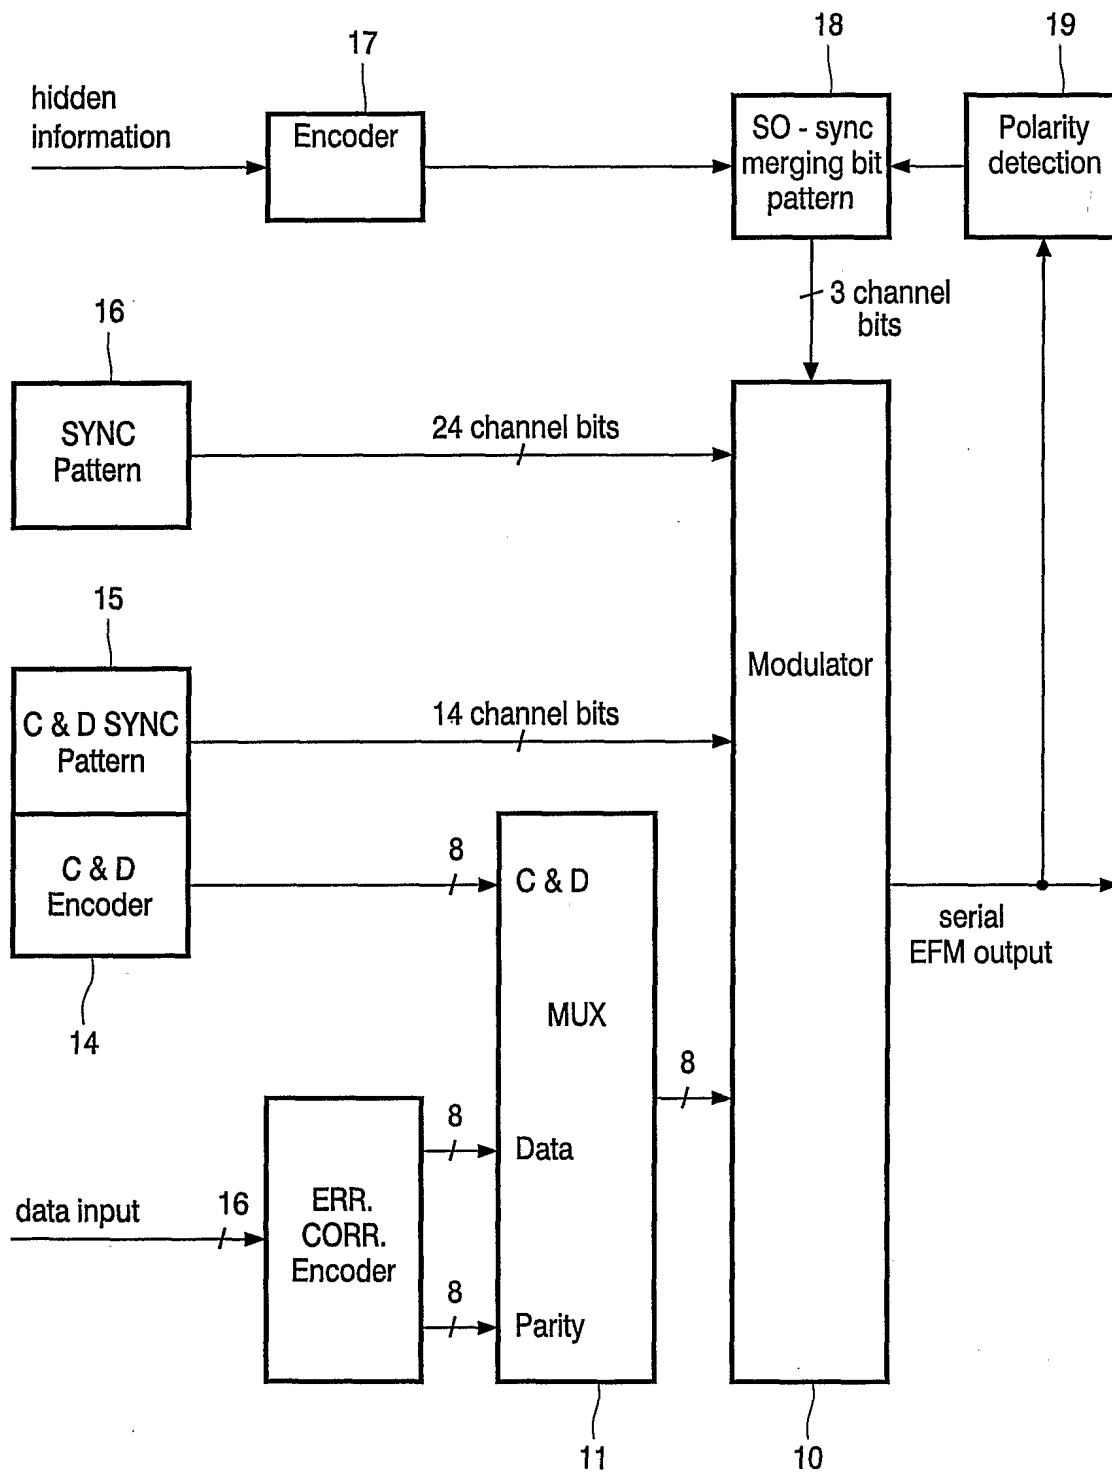 17
18
19
hidden
information
Encoder
SO - sync
merging bit
pattern
Polarity
detection
3 channel
bits
16
SYNC
Pattern
24 channel bits
15
C & D SYNC
Pattern
14 channel bits
Modulator
C & D
Encoder
8
C & D
14
serial
EFM output
MUX
8
8
Data
data input
16
ERR.
CORR.
Encoder
8
Parity
11
10